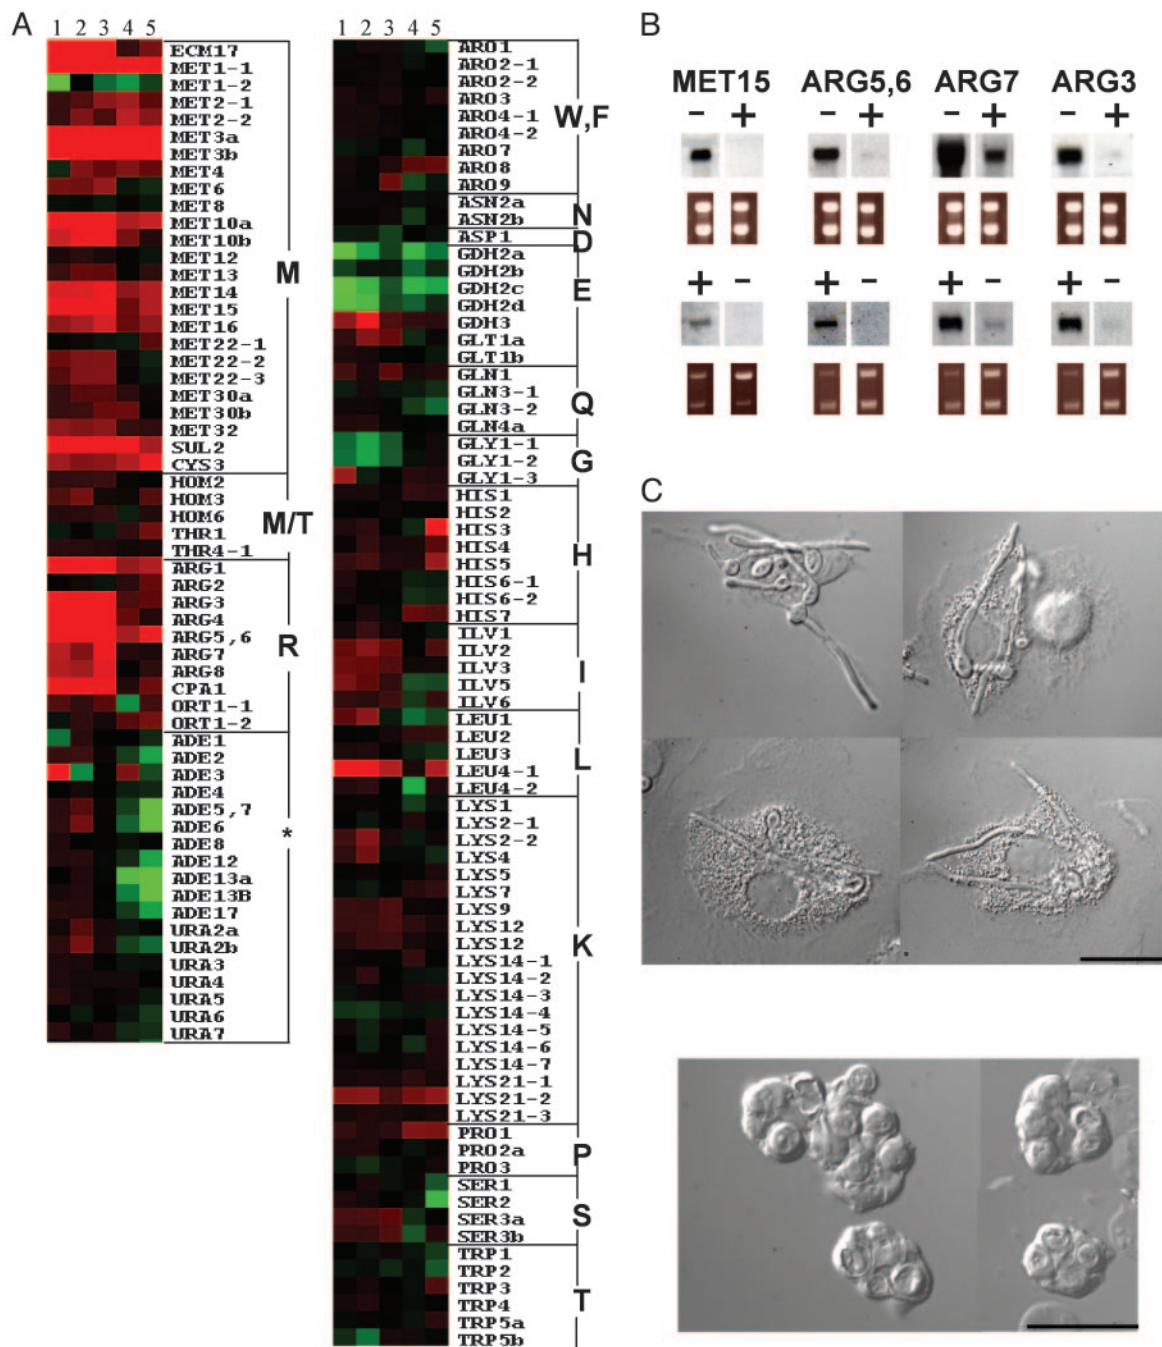 A
1 2 3 4 5
ECM17
MET1-1
MET1-2
MET2-1
MET2-2
MET3a
MET3b
MET4
MET6
MET8
MET10a
MET10b
MET12
MET13
MET14
MET15
MET16
MET22-1
MET22-2
MET22-3
MET30a
MET30b
MET32
SUL2
CYS3
M
HOM2
HOM3
HOM6
THR1
THR4-1
M/T
ARG1
ARG2
ARG3
ARG4
ARG5,6
ARG7
ARG8
CPA1
ORT1-1
ORT1-2
R
ADE1
ADE2
ADE3
ADE4
ADE5,7
ADE6
ADE8
ADE12
ADE13a
ADE13B
ADE17
URA2a
URA2b
URA3
URA4
URA5
URA6
URA7
*
1 2 3 4 5
ARO1
ARO2-1
ARO2-2
ARO3
ARO4-1
ARO4-2
ARO7
ARO8
ARO9
W,F
ASN2a
ASN2b
N
ASP1
D
GDH2a
GDH2b
GDH2c
GDH2d
GDH3
GLT1a
GLT1b
E
GLN1
GLN3-1
GLN3-2
GLN4a
Q
GLY1-1
GLY1-2
GLY1-3
G
HIS1
HIS2
HIS3
HIS4
HIS5
HIS6-1
HIS6-2
HIS7
H
ILV1
ILV2
ILV3
ILV5
ILV6
I
LEU1
LEU2
LEU3
LEU4-1
LEU4-2
L
LYS1
LYS2-1
LYS2-2
LYS4
LYS5
LYS7
LYS9
LYS12
LYS12
LYS14-1
LYS14-2
LYS14-3
LYS14-4
LYS14-5
LYS14-6
LYS14-7
LYS21-1
LYS21-2
LYS21-3
K
PRO1
PRO2a
PRO3
P
SER1
SER2
SER3a
SER3b
S
TRP1
TRP2
TRP3
TRP4
TRP5a
TRP5b
T
B
MET15 ARG5,6 ARG7 ARG3
− + − + − + − +
+ − + − + − + −
C